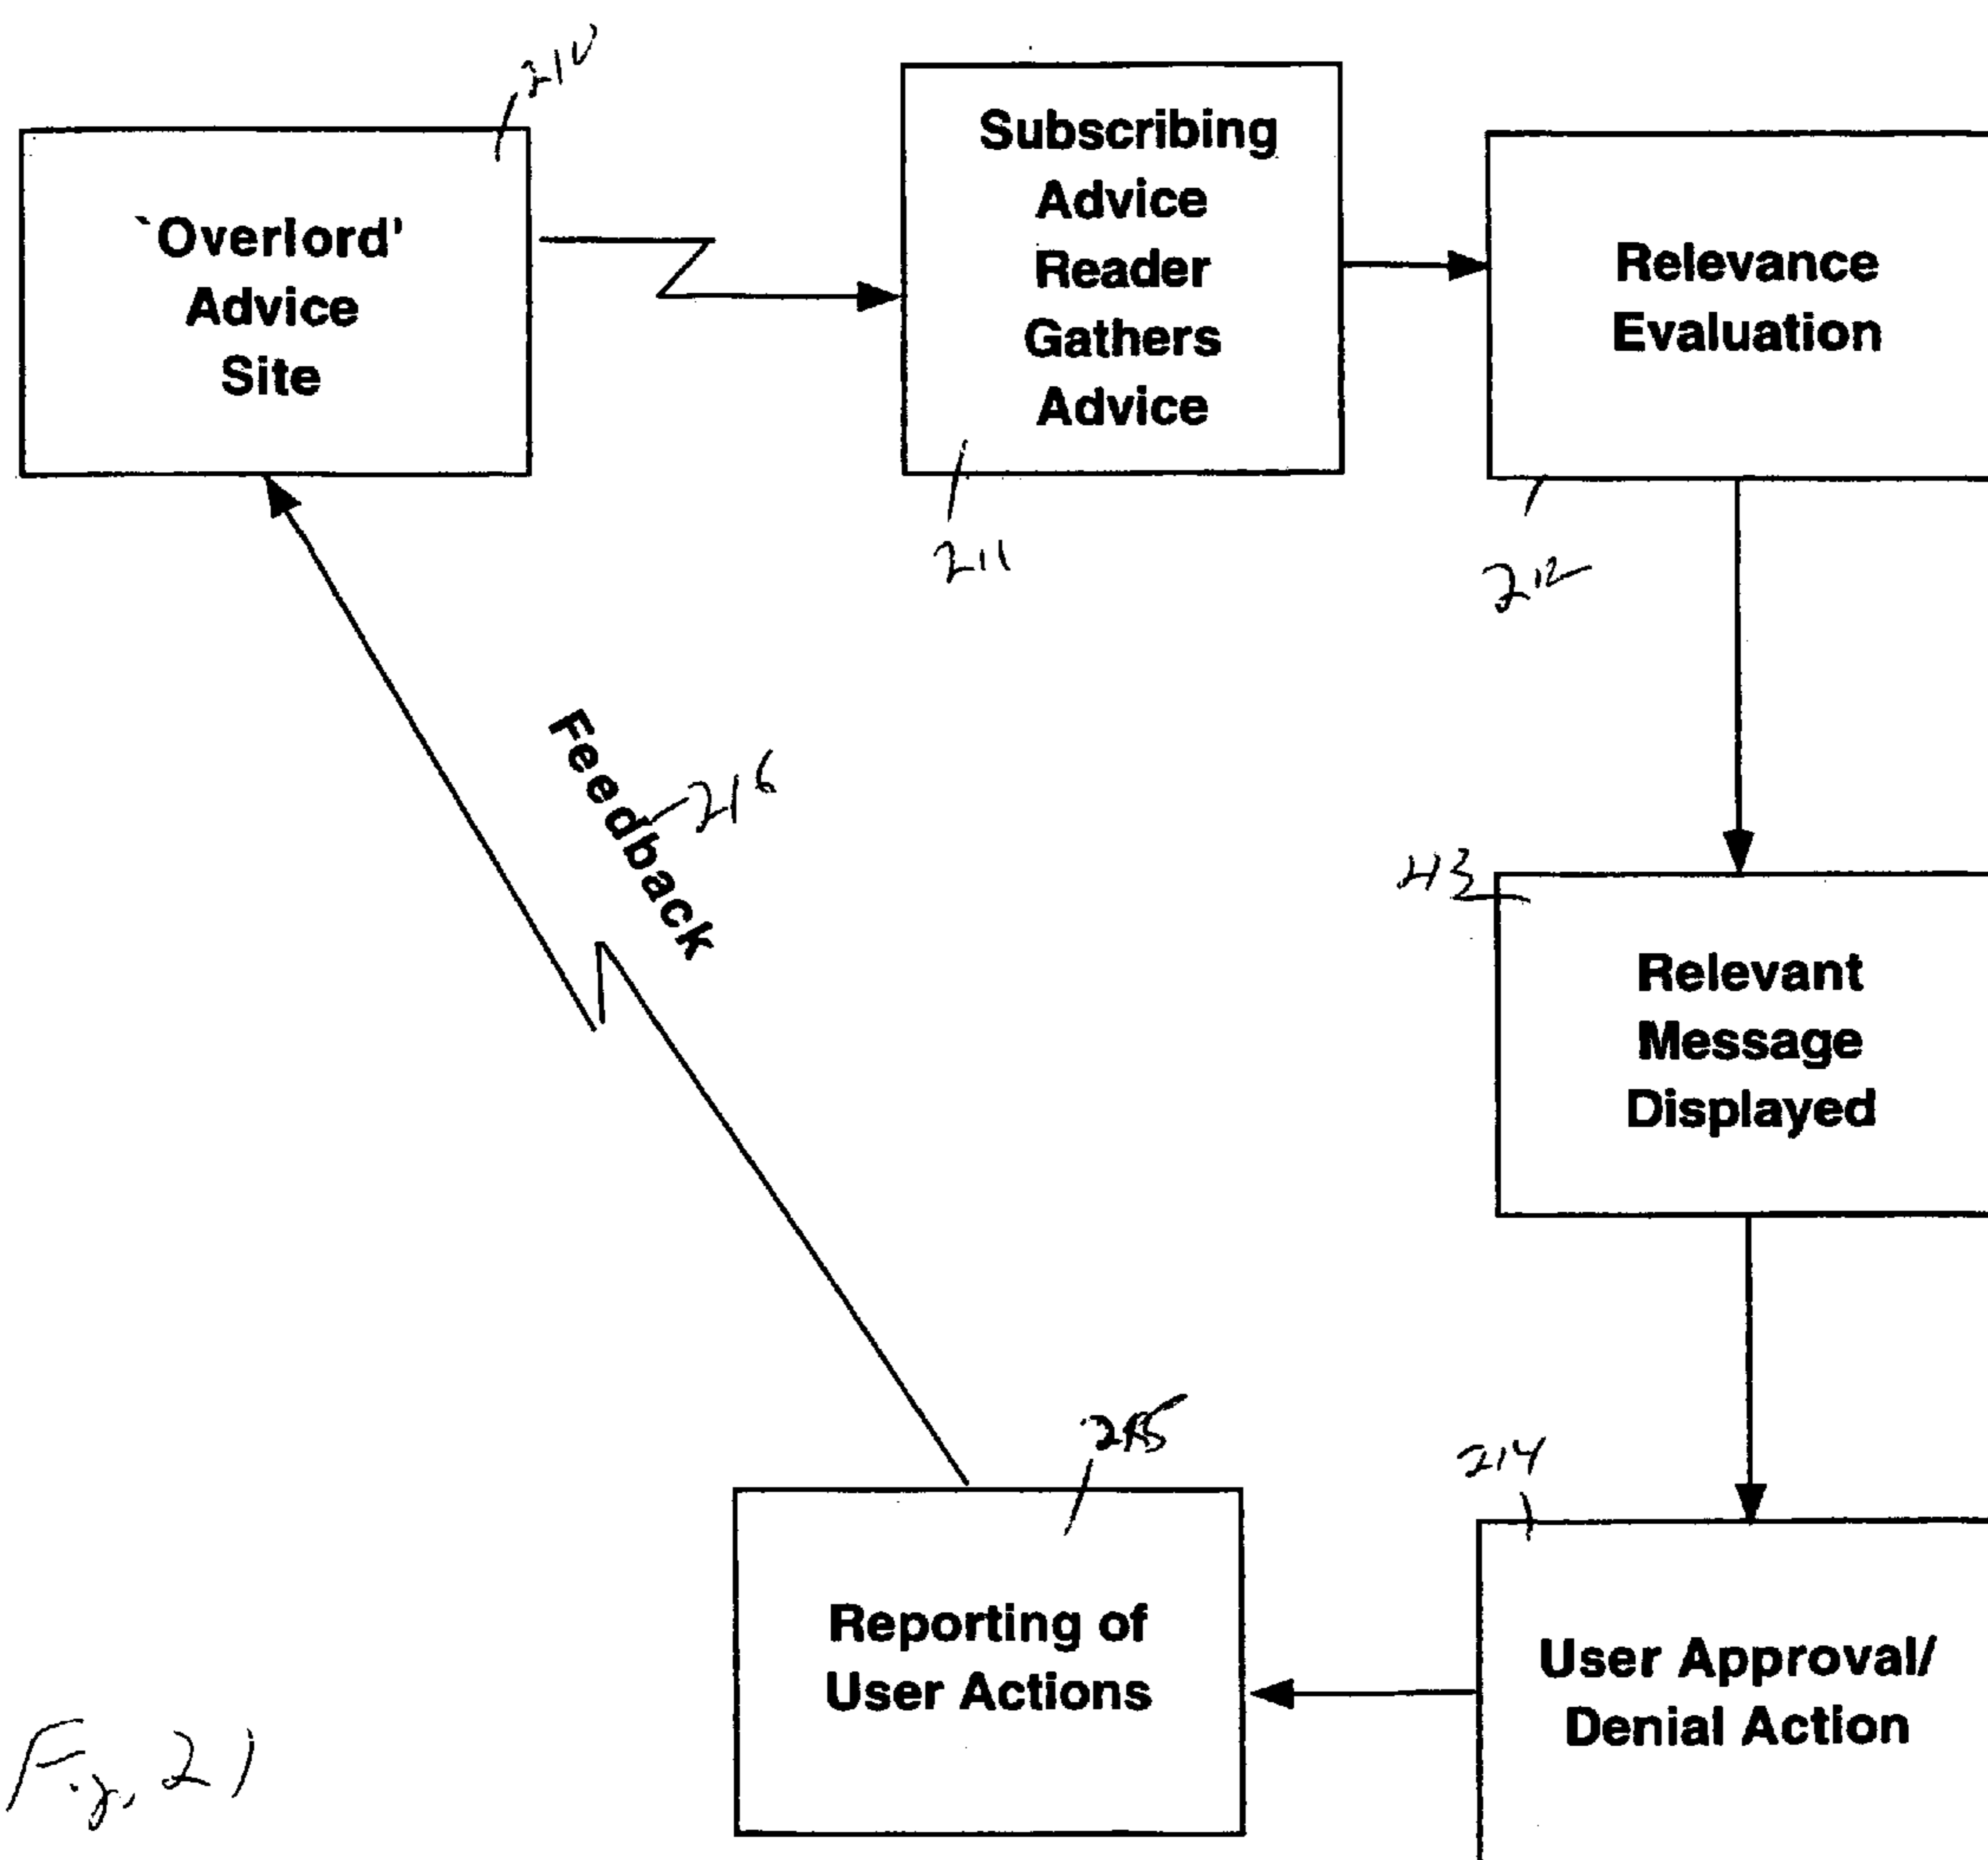 210
`Overlord'
Advice
Site
Subscribing
Advice
Reader
Gathers
Advice
211
Relevance
Evaluation
212
Feedback
216
Relevant
Message
Displayed
214
User Approval/
Denial Action
215
Reporting of
User Actions
Fig. 21